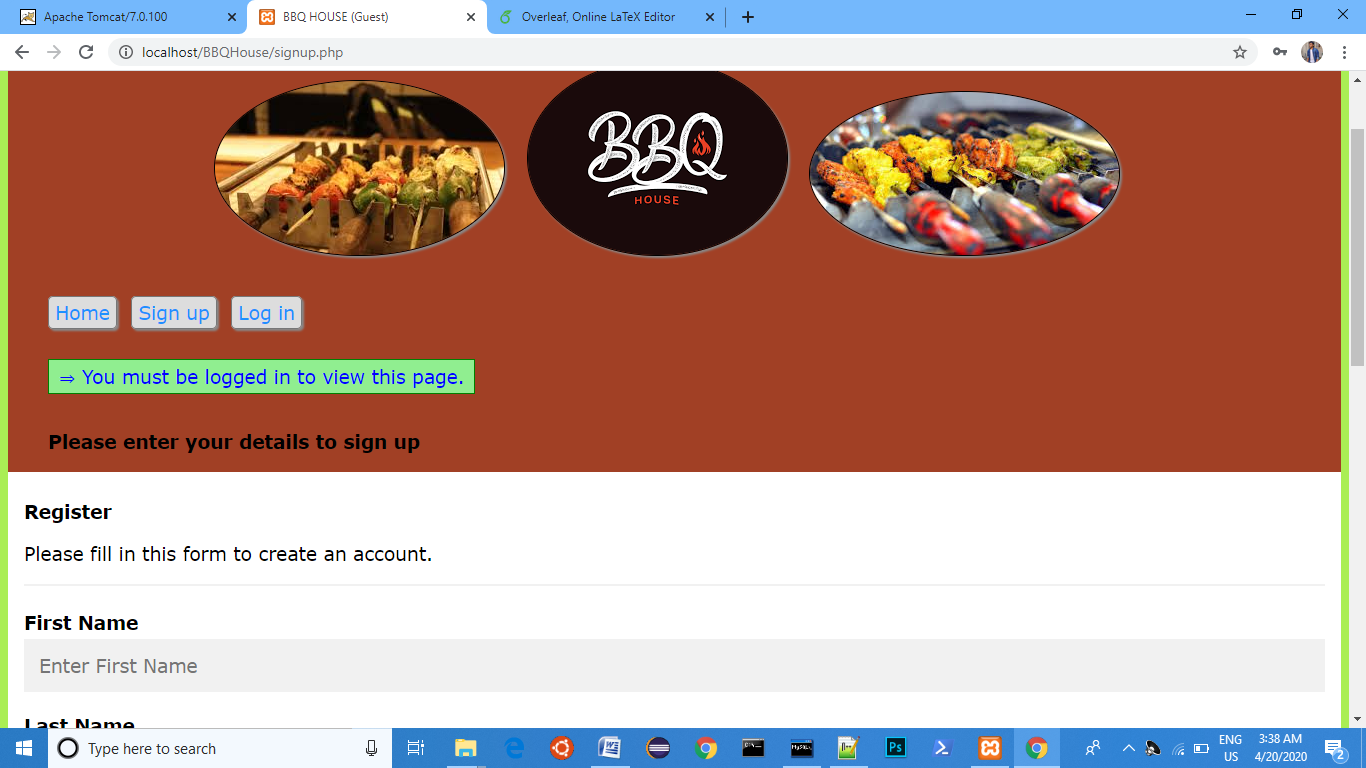 Apache Tomcat/7.0.100
BBQ HOUSE (Guest)
Overleaf, Online LaTeX Editor
localhost/BBQHouse/signup.php
BBQ
HOUSE
Home
Sign up
Log in
⇒ You must be logged in to view this page.
Please enter your details to sign up
Register
Please fill in this form to create an account.
First Name
Enter First Name
Last Name
Type here to search
ENG
US
3:38 AM
4/20/2020
2